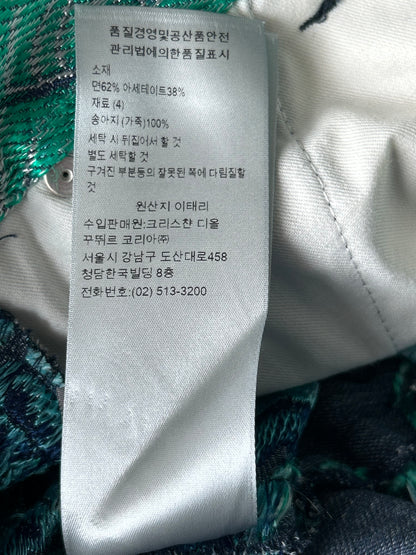 품질경영및공산품안전
관리법에의한품질표시
소재
면62% 아세테이트38%
재료 (4)
송아지 (가죽)100%
세탁 시 뒤집어서 할 것
별도 세탁할 것
구겨진 부분등의 잘못된 쪽에 다림질할
것
원산지 이태리
수입판매원:크리스챤 디올
꾸뛰르 코리아㈜
서울시 강남구 도산대로458
청담한국빌딩 8층
전화번호:(02) 513-3200